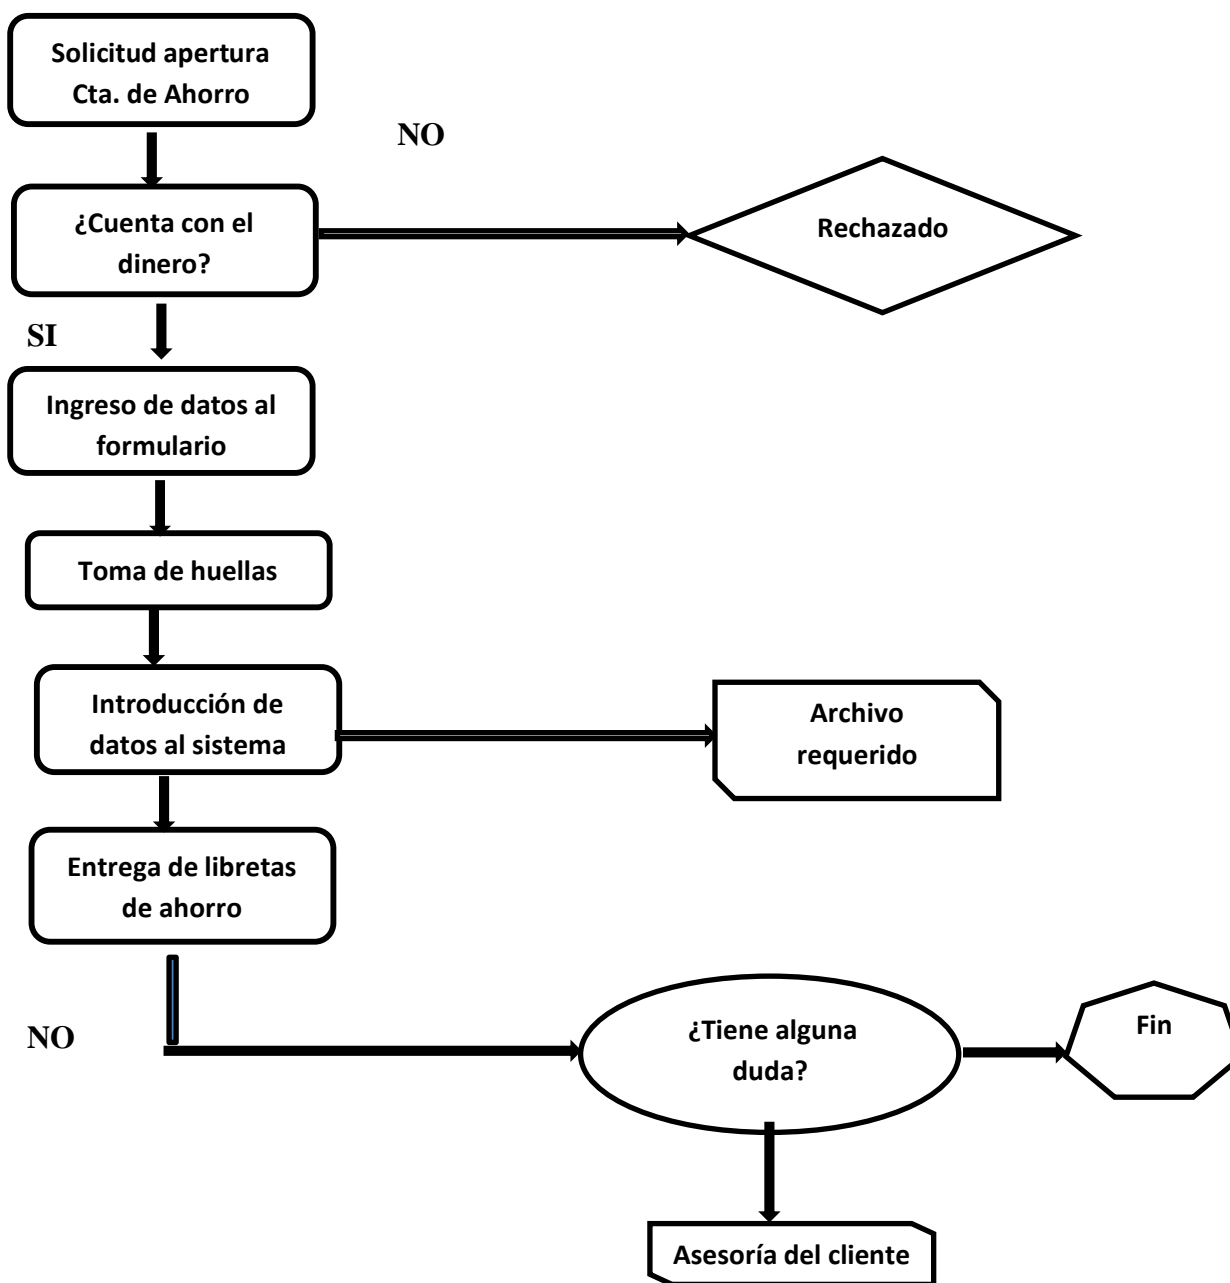 Solicitud apertura
Cta. de Ahorro
NO
¿Cuenta con el
dinero?
Rechazado
SI
Ingreso de datos al
formulario
Toma de huellas
Introducción de
datos al sistema
Archivo
requerido
Entrega de libretas
de ahorro
NO
¿Tiene alguna
duda?
Fin
Asesoría del cliente